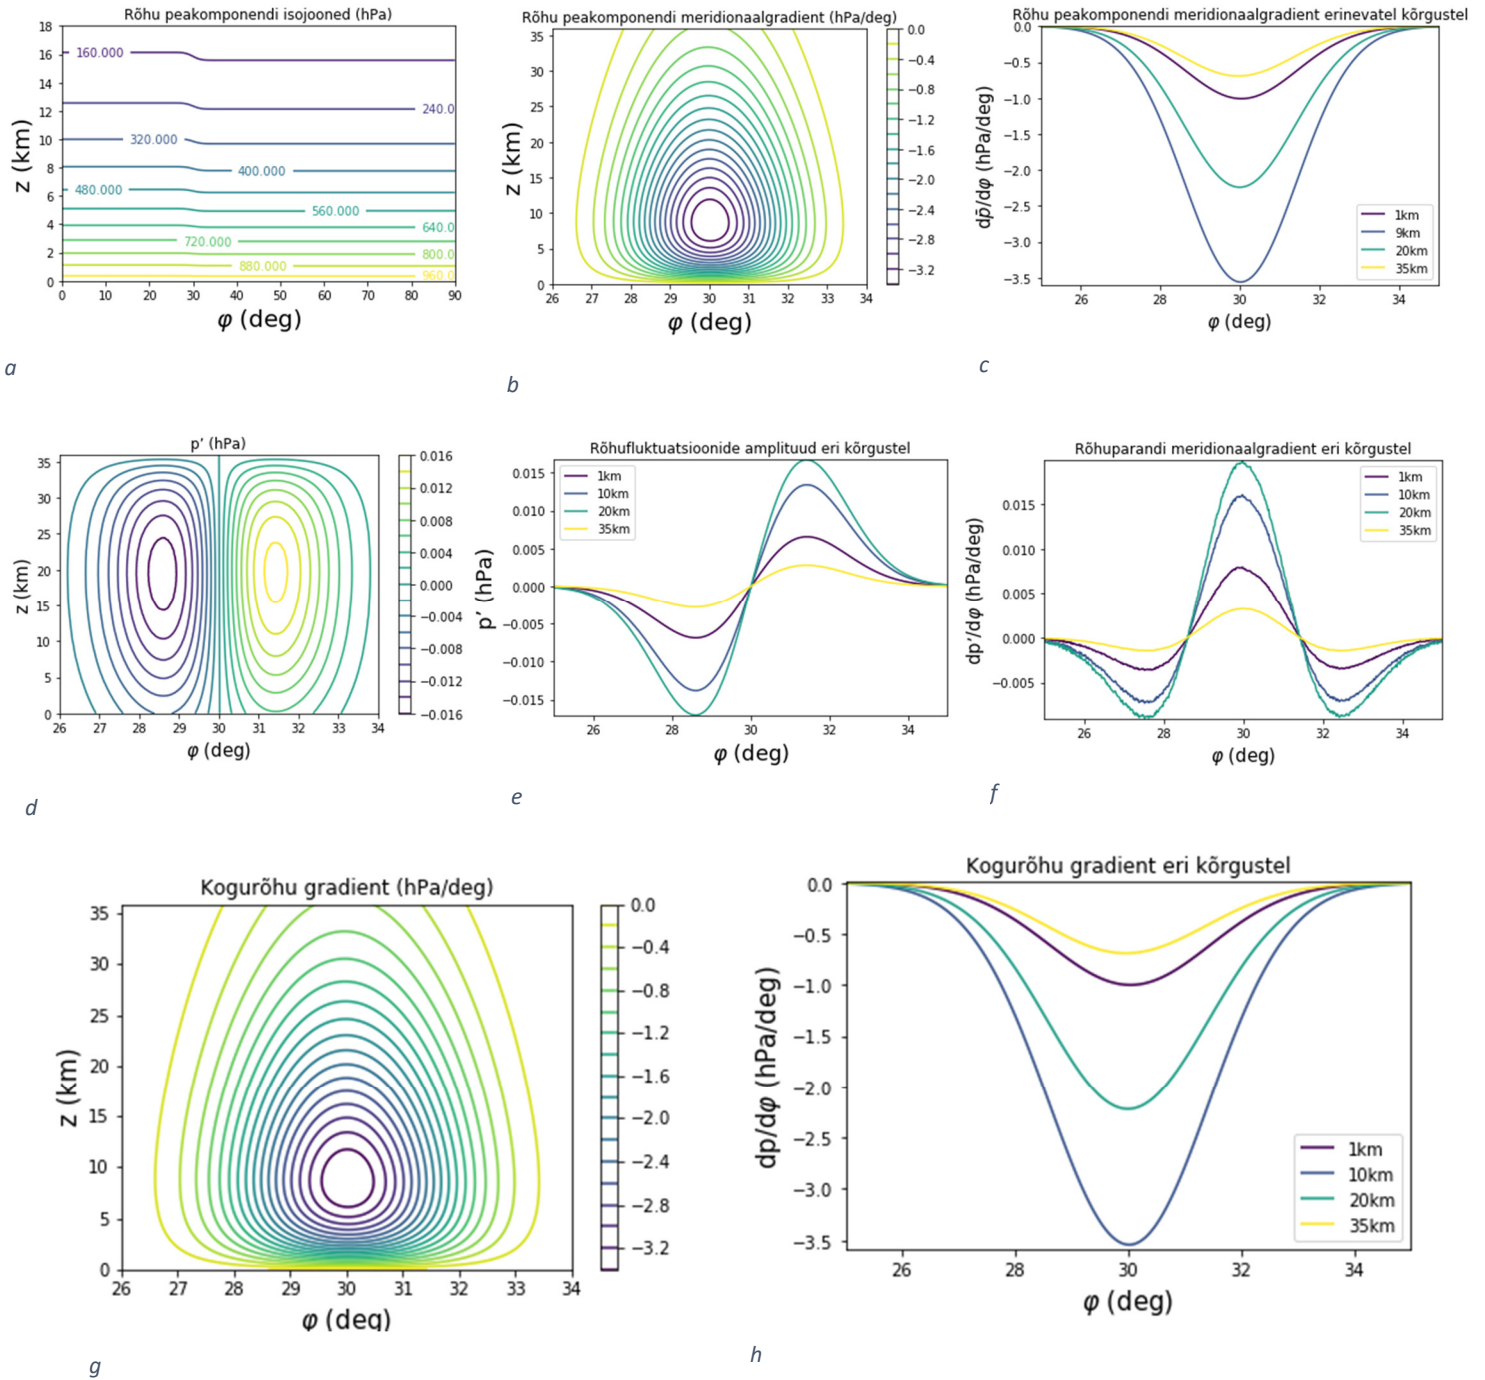 Rõhu peakomponendi isojooned (hPa)
18
16
14
12
10
8
6
4
2
0
z (km)
160.000
240.0
320.000
400.000
480.000
560.000
640.0
720.000
800.0
880.000
960.0
0 10 20 30 40 50 60 70 80 90
φ (deg)
a
Rõhu peakomponendi meridionaalgradient (hPa/deg)
35
30
25
20
15
10
5
0
z (km)
26 27 28 29 30 31 32 33 34
φ (deg)
0.0
−0.4
−0.8
−1.2
−1.6
−2.0
−2.4
−2.8
−3.2
b
Rõhu peakomponendi meridionaalgradient erinevatel kõrgustel
0.0
−0.5
−1.0
−1.5
−2.0
−2.5
−3.0
−3.5
dp̄/dφ (hPa/deg)
1km
9km
20km
35km
26 28 30 32 34
φ (deg)
c
p’ (hPa)
35
30
25
20
15
10
5
0
z (km)
26 27 28 29 30 31 32 33 34
φ (deg)
0.016
0.012
0.008
0.004
0.000
−0.004
−0.008
−0.012
−0.016
d
Rõhufluktuatsioonide amplituud eri kõrgustel
0.015
0.010
0.005
0.000
−0.005
−0.010
−0.015
p’ (hPa)
1km
10km
20km
35km
26 28 30 32 34
φ (deg)
e
Rõhuparandi meridionaalgradient eri kõrgustel
0.015
0.010
0.005
0.000
−0.005
dp’/dφ (hPa/deg)
1km
10km
20km
35km
26 28 30 32 34
φ (deg)
f
Kogurõhu gradient (hPa/deg)
35
30
25
20
15
10
5
0
z (km)
26 27 28 29 30 31 32 33 34
φ (deg)
0.0
−0.4
−0.8
−1.2
−1.6
−2.0
−2.4
−2.8
−3.2
g
Kogurõhu gradient eri kõrgustel
0.0
−0.5
−1.0
−1.5
−2.0
−2.5
−3.0
−3.5
dp/dφ (hPa/deg)
1km
10km
20km
35km
26 28 30 32 34
φ (deg)
h